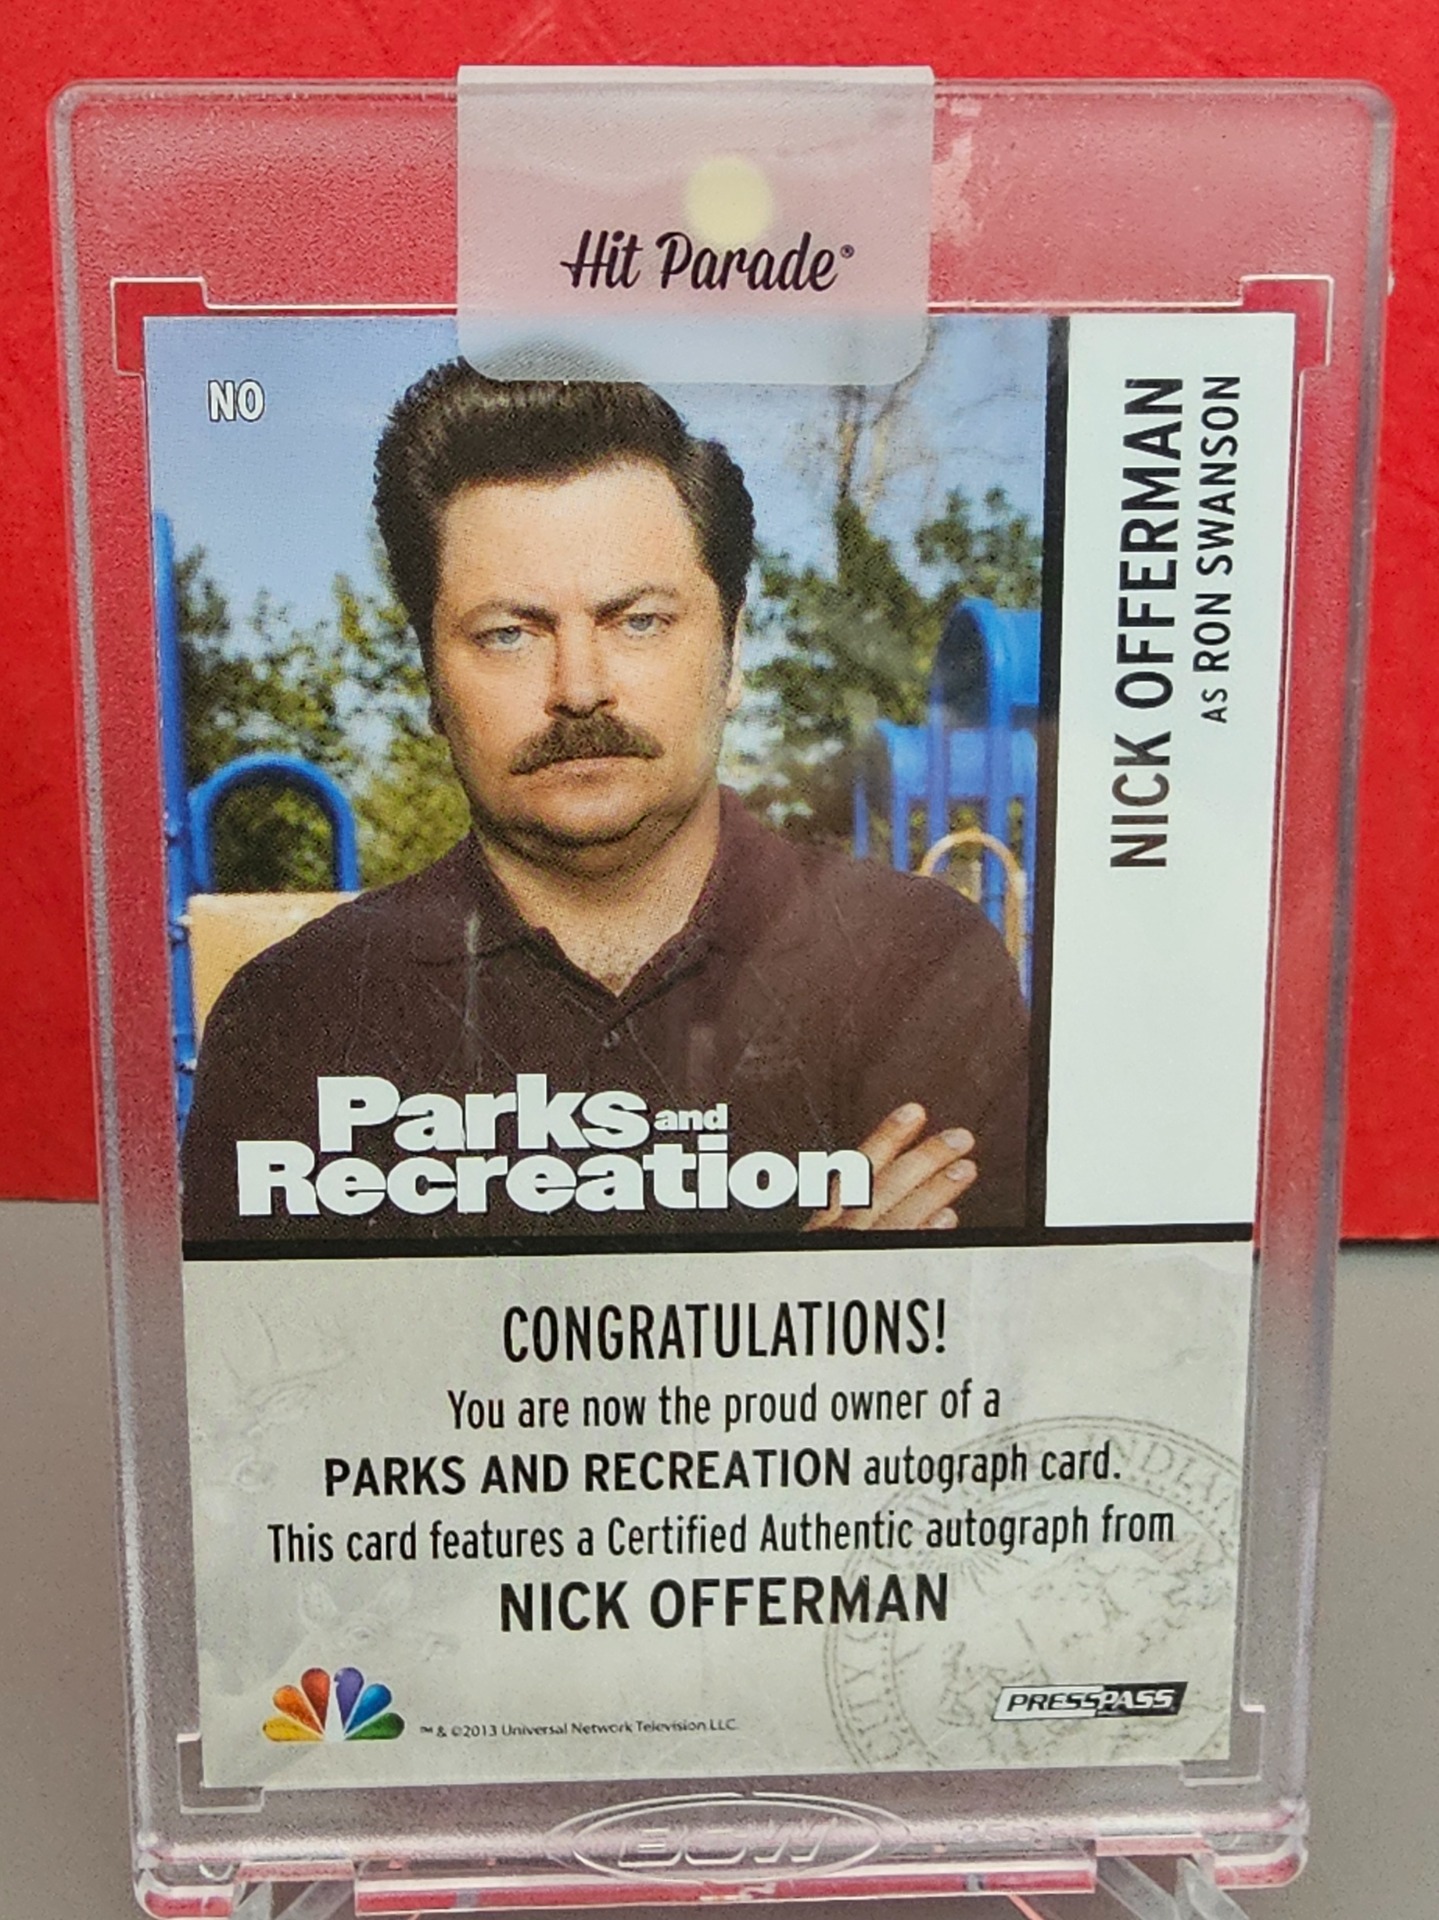 Hit Parade®
NO
NICK OFFERMAN
AS RON SWANSON
Parks and
Recreation
CONGRATULATIONS!
You are now the proud owner of a
PARKS AND RECREATION autograph card.
This card features a Certified Authentic autograph from
NICK OFFERMAN
™ & ©2013 Universal Network Television LLC.
PRESSPASS
BCW